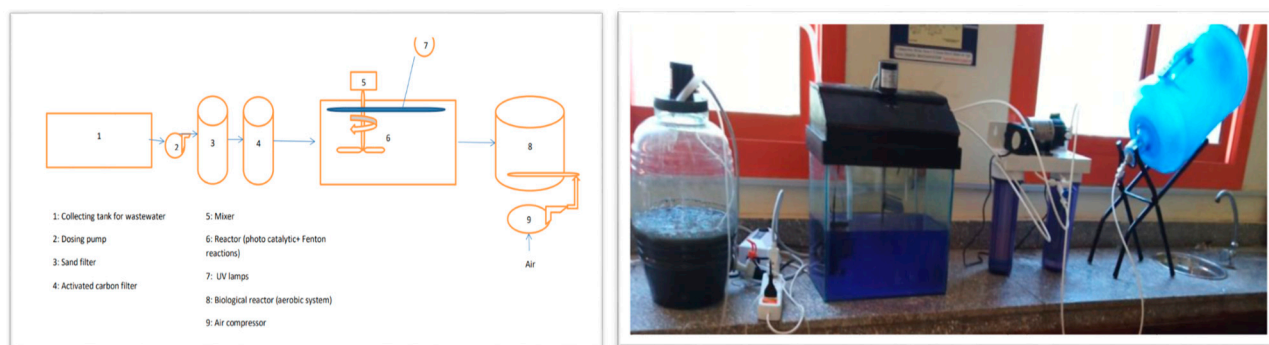 7
5
1
2
3
4
6
8
9
Air
1: Collecting tank for wastewater
2: Dosing pump
3: Sand filter
4: Activated carbon filter
5: Mixer
6: Reactor (photo catalytic+ Fenton
reactions)
7: UV lamps
8: Biological reactor (aerobic system)
9: Air compressor